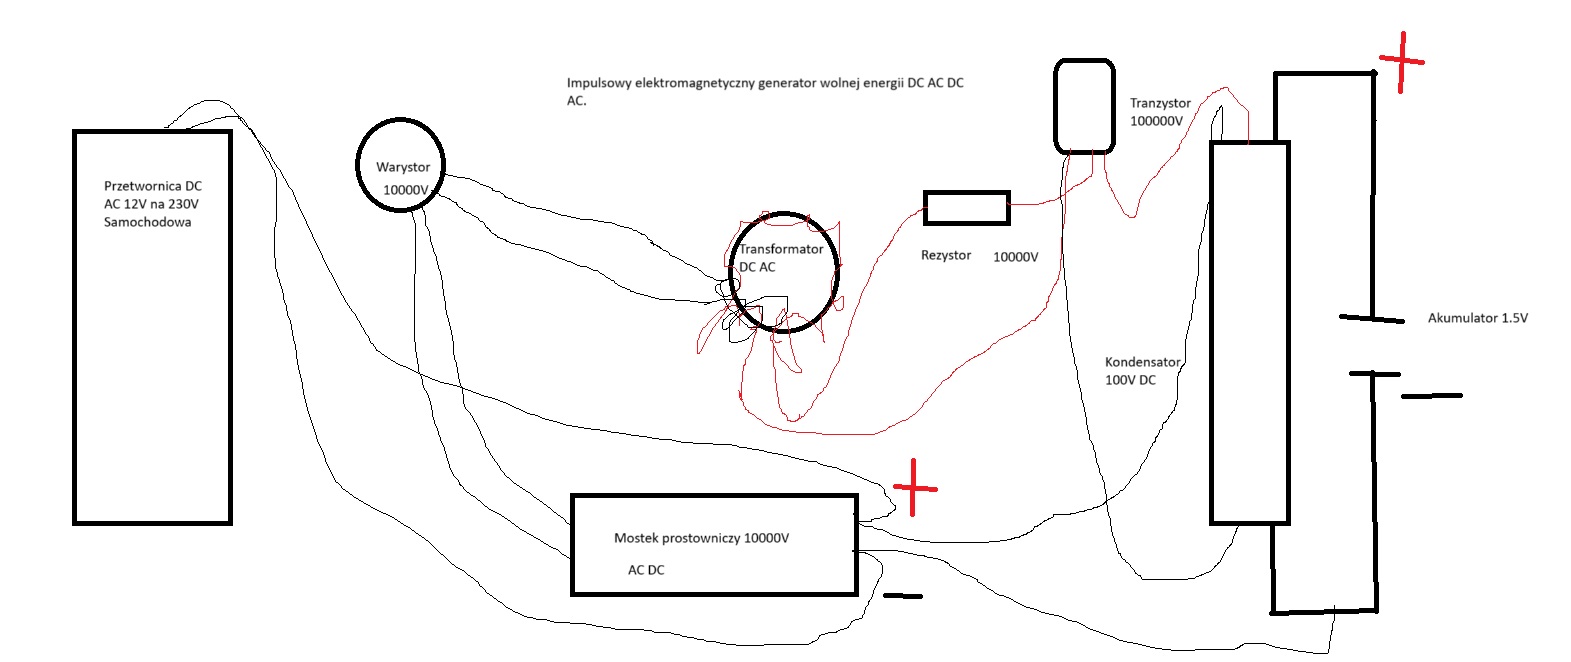 Impulsowy elektromagnetyczny generator wolnej energii DC AC DC
AC.
Tranzystor
100000V
Warystor
10000V
Przetwornica DC
AC 12V na 230V
Samochodowa
Transformator
DC AC
Rezystor 10000V
Akumulator 1.5V
Kondensator
100V DC
Mostek prostowniczy 10000V
AC DC